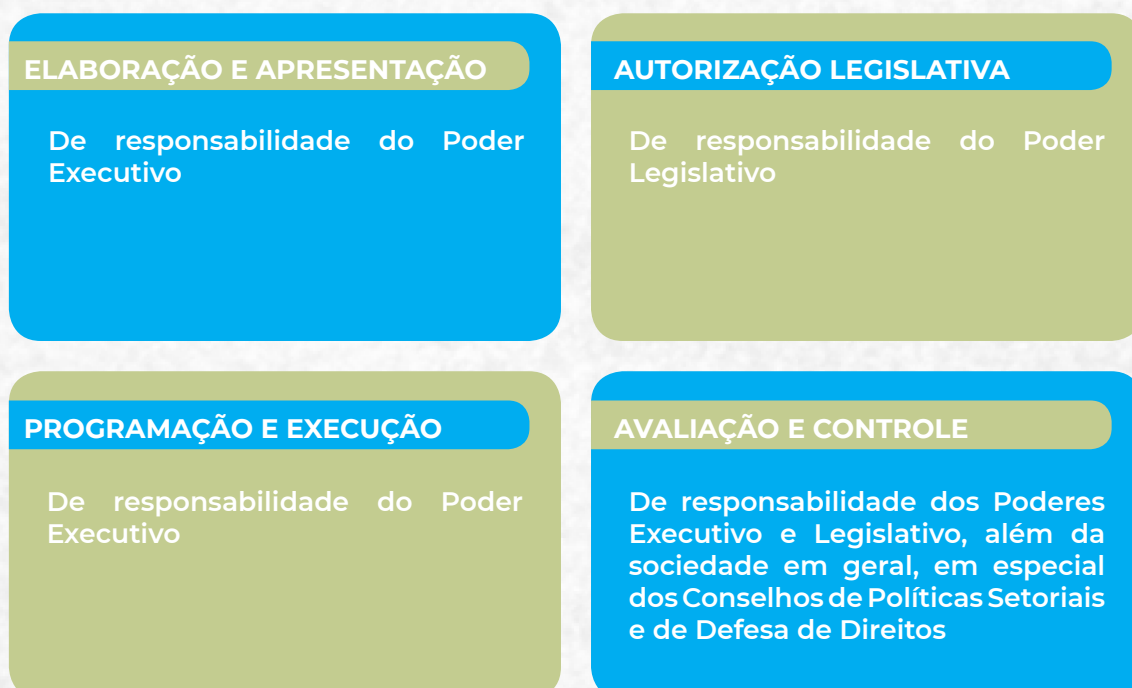 ELABORAÇÃO E APRESENTAÇÃO
De responsabilidade do Poder
Executivo
AUTORIZAÇÃO LEGISLATIVA
De responsabilidade do Poder
Legislativo
PROGRAMAÇÃO E EXECUÇÃO
De responsabilidade do Poder
Executivo
AVALIAÇÃO E CONTROLE
De responsabilidade dos Poderes
Executivo e Legislativo, além da
sociedade em geral, em especial
dos Conselhos de Políticas Setoriais
e de Defesa de Direitos